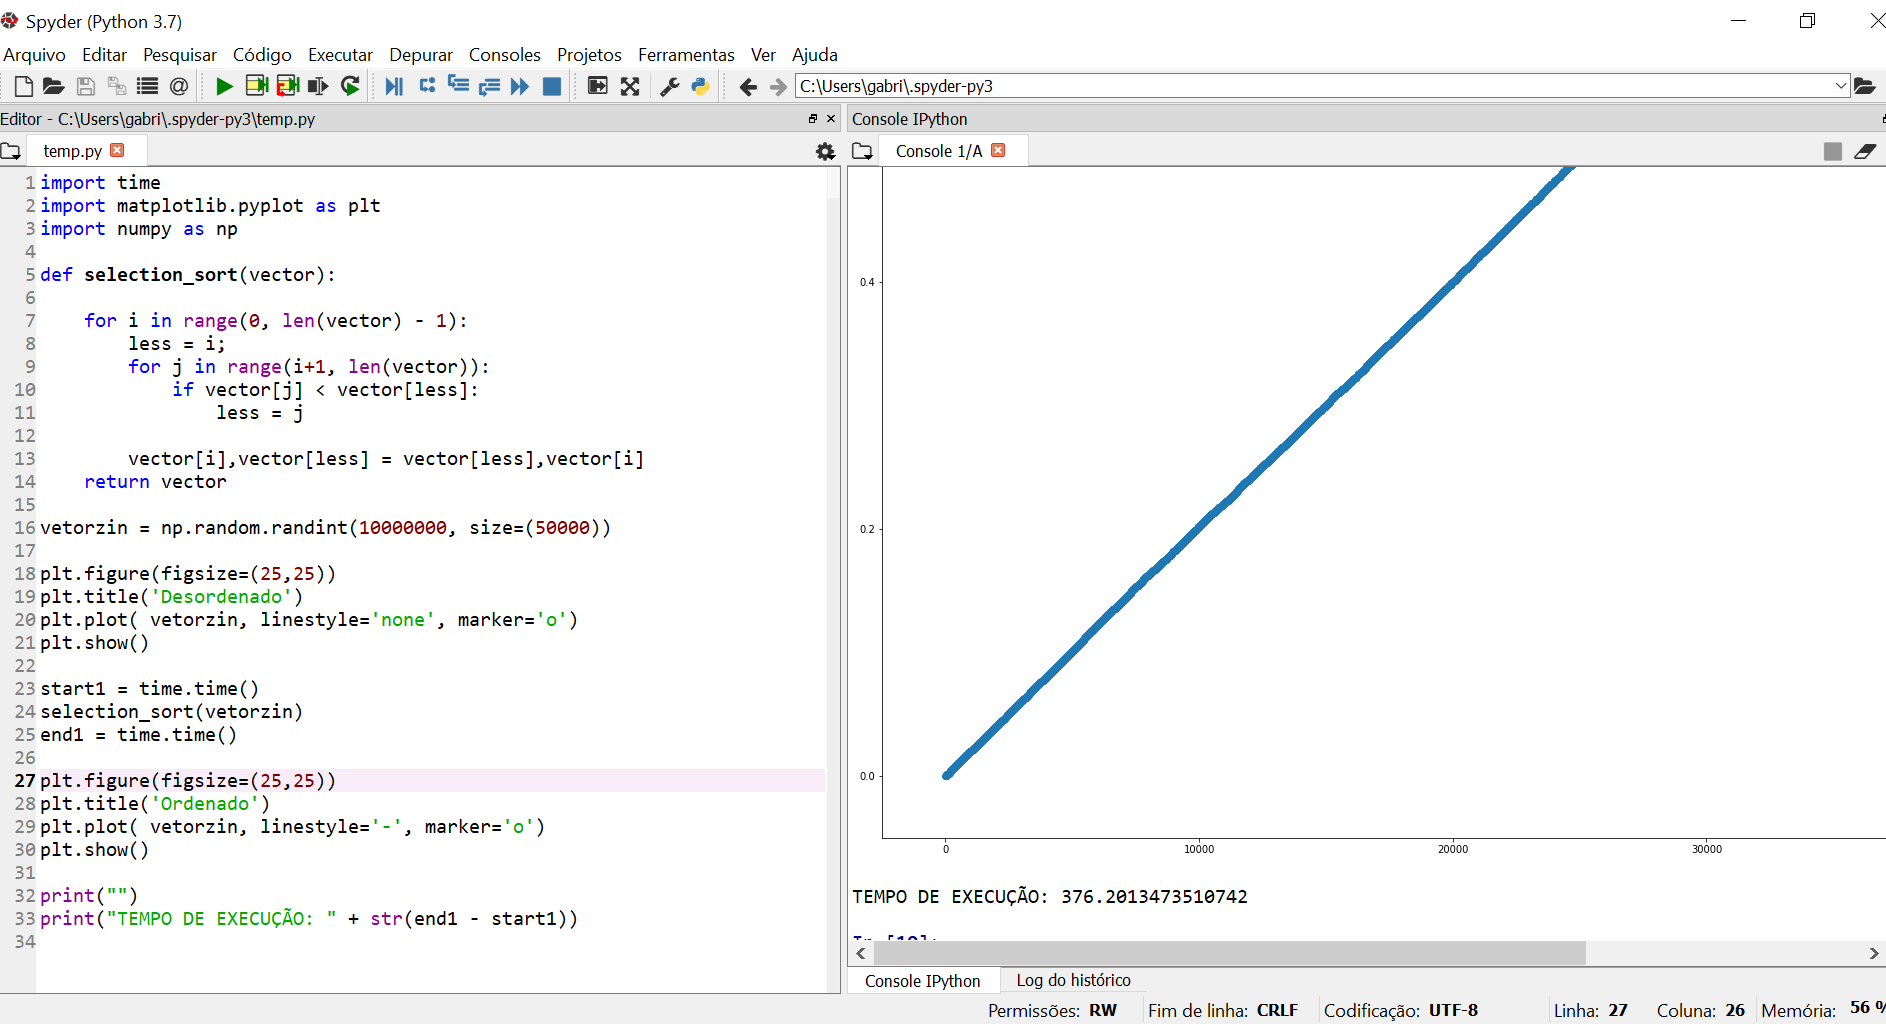 Spyder (Python 3.7)
Arquivo Editar Pesquisar Código Executar Depurar Consoles Projetos Ferramentas Ver Ajuda
C:\Users\gabri\.spyder-py3
Editor - C:\Users\gabri\.spyder-py3\temp.py
temp.py
1 import time
2 import matplotlib.pyplot as plt
3 import numpy as np
4
5 def selection_sort(vector):
6
7     for i in range(0, len(vector) - 1):
8         less = i;
9         for j in range(i+1, len(vector)):
10             if vector[j] < vector[less]:
11                 less = j
12
13         vector[i],vector[less] = vector[less],vector[i]
14     return vector
15
16 vetorzin = np.random.randint(10000000, size=(50000))
17
18 plt.figure(figsize=(25,25))
19 plt.title('Desordenado')
20 plt.plot( vetorzin, linestyle='none', marker='o')
21 plt.show()
22
23 start1 = time.time()
24 selection_sort(vetorzin)
25 end1 = time.time()
26
27 plt.figure(figsize=(25,25))
28 plt.title('Ordenado')
29 plt.plot( vetorzin, linestyle='-', marker='o')
30 plt.show()
31
32 print("")
33 print("TEMPO DE EXECUÇÃO: " + str(end1 - start1))
34
Console IPython
Console 1/A
0.4
0.2
0.0
0 10000 20000 30000
TEMPO DE EXECUÇÃO: 376.2013473510742
Console IPython Log do histórico
Permissões: RW Fim de linha: CRLF Codificação: UTF-8 Linha: 27 Coluna: 26 Memória: 56 %